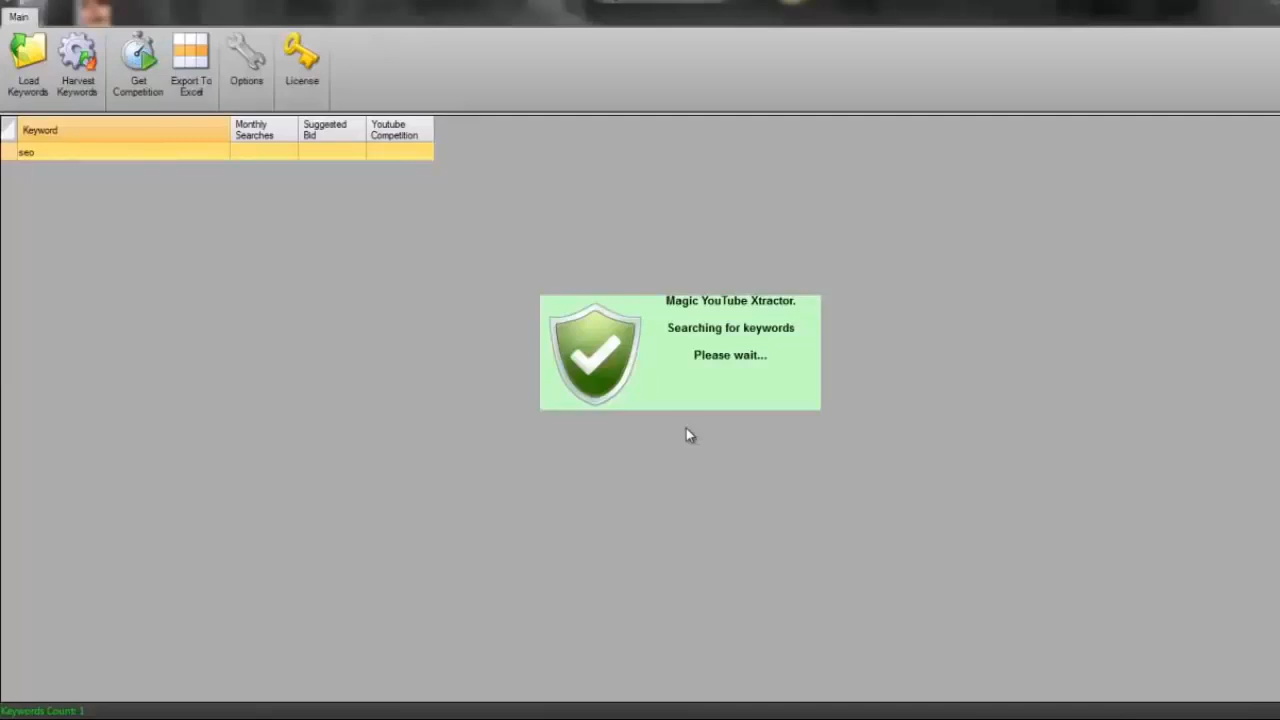 Main
Load
Keywords
Harvest
Keywords
Get
Competition
Export To
Excel
Options
License
Keyword
Monthly
Searches
Suggested
Bid
Youtube
Competition
seo
Magic YouTube Xtractor.
Searching for keywords
Please wait...
Keywords Count: 1